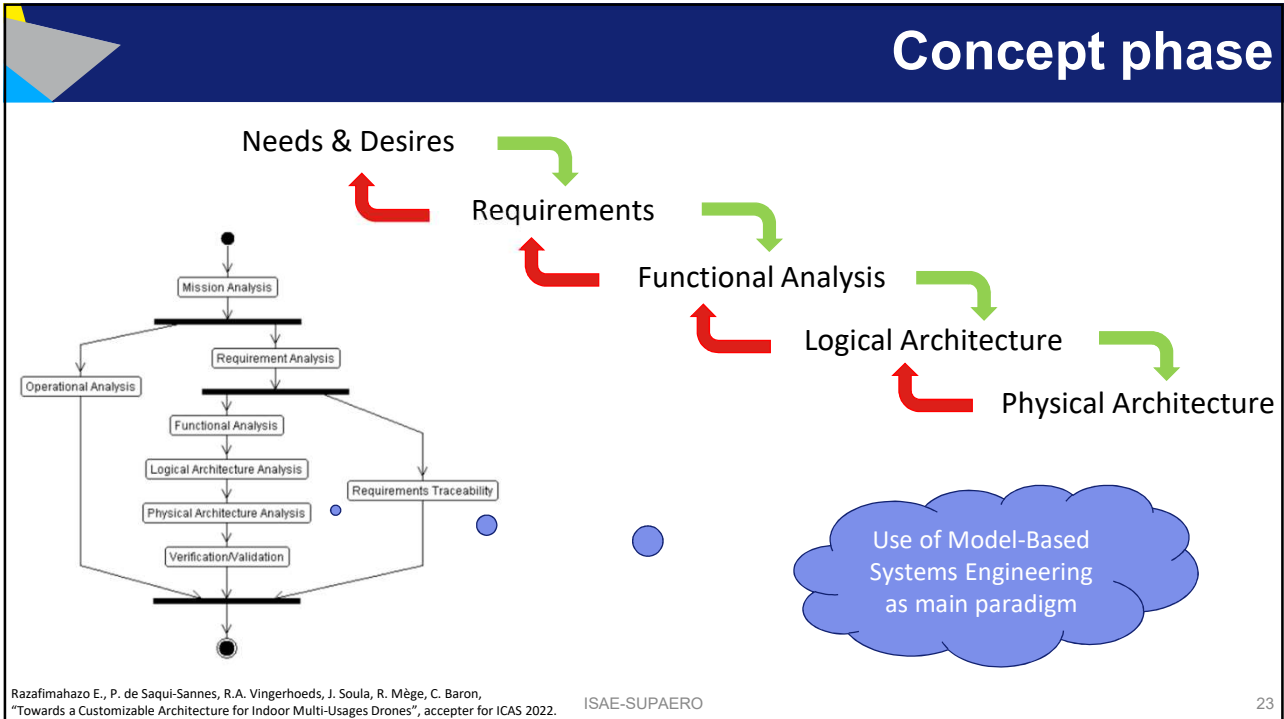 Concept phase
Needs & Desires
Requirements
Functional Analysis
Logical Architecture
Physical Architecture
Mission Analysis
Requirement Analysis
Operational Analysis
Functional Analysis
Logical Architecture Analysis
Requirements Traceability
Physical Architecture Analysis
Verification/Validation
Use of Model-Based
Systems Engineering
as main paradigm
Razafimahazo E., P. de Saqui-Sannes, R.A. Vingerhoeds, J. Soula, R. Mège, C. Baron,
“Towards a Customizable Architecture for Indoor Multi-Usages Drones”, accepter for ICAS 2022.
ISAE-SUPAERO
23